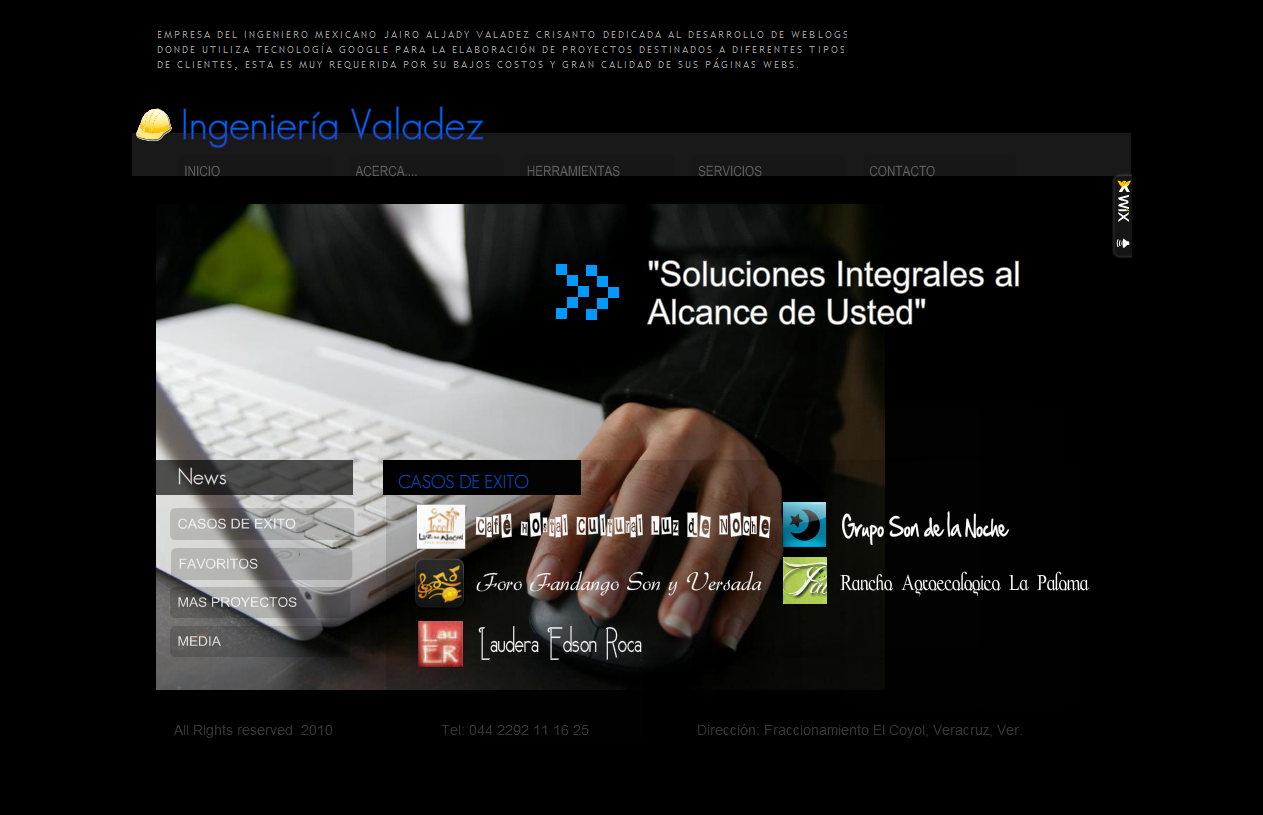 EMPRESA DEL INGENIERO MEXICANO JAIRO ALJADY VALADEZ CRISANTO DEDICADA AL DESARROLLO DE WEBLOGS
DONDE UTILIZA TECNOLOGÍA GOOGLE PARA LA ELABORACIÓN DE PROYECTOS DESTINADOS A DIFERENTES TIPOS
DE CLIENTES, ESTA ES MUY REQUERIDA POR SU BAJOS COSTOS Y GRAN CALIDAD DE SUS PÁGINAS WEBS.
Ingeniería Valadez
INICIO
ACERCA....
HERRAMIENTAS
SERVICIOS
CONTACTO
WiX
"Soluciones Integrales al
Alcance de Usted"
News
CASOS DE EXITO
FAVORITOS
MAS PROYECTOS
MEDIA
CASOS DE EXITO
Café Hostal Cultural Luz de Noche
Grupo Son de la Noche
Foro Fandango Son y Versada
Rancho Agroecologico La Paloma
Lau
ER
Laudera Edson Roca
All Rights reserved 2010
Tel: 044 2292 11 16 25
Dirección: Fraccionamiento El Coyol, Veracruz, Ver.